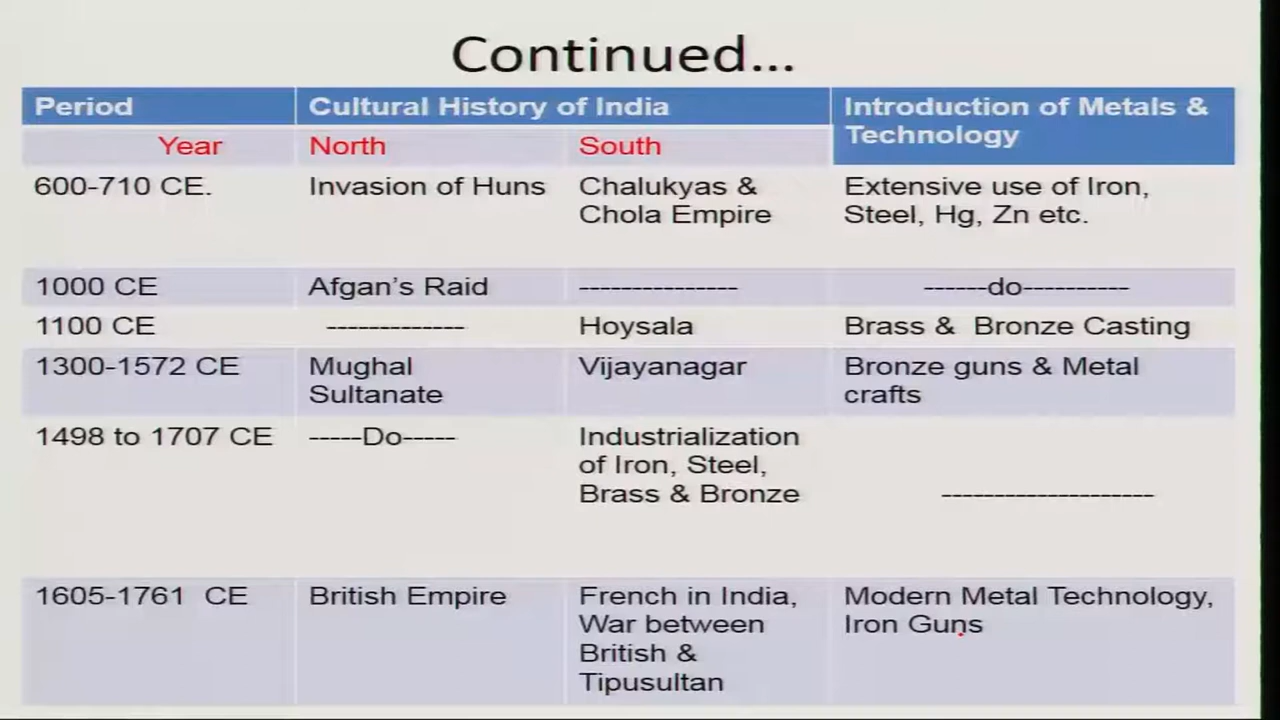 Continued...
Period Cultural History of India Introduction of Metals & Technology
Year North South
600-710 CE. Invasion of Huns Chalukyas & Chola Empire Extensive use of Iron, Steel, Hg, Zn etc.
1000 CE Afgan's Raid --------------- ------do----------
1100 CE ------------- Hoysala Brass & Bronze Casting
1300-1572 CE Mughal Sultanate Vijayanagar Bronze guns & Metal crafts
1498 to 1707 CE -----Do----- Industrialization of Iron, Steel, Brass & Bronze --------------------
1605-1761 CE British Empire French in India, War between British & Tipusultan Modern Metal Technology, Iron Guns